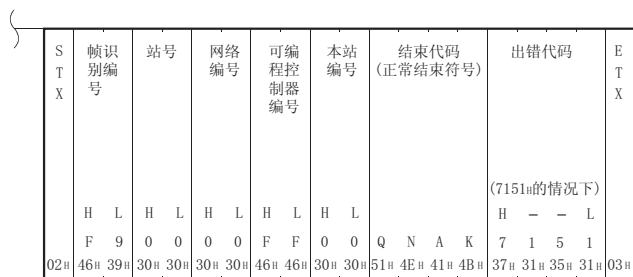 S 帧识 站号 网络 可编 本站 结束代码 出错代码 E
T 别编 编号 程控 编号 (正常结束符号) T
X 号 制器 X
编号
(7151H的情况下)
H L H L H L H L H L H － － L
F 9 0 0 0 0 F F 0 0 Q N A K 7 1 5 1
02H 46H 39H 30H 30H 30H 30H 46H 46H 30H 30H 51H 4EH 41H 4BH 37H 31H 35H 31H 03H